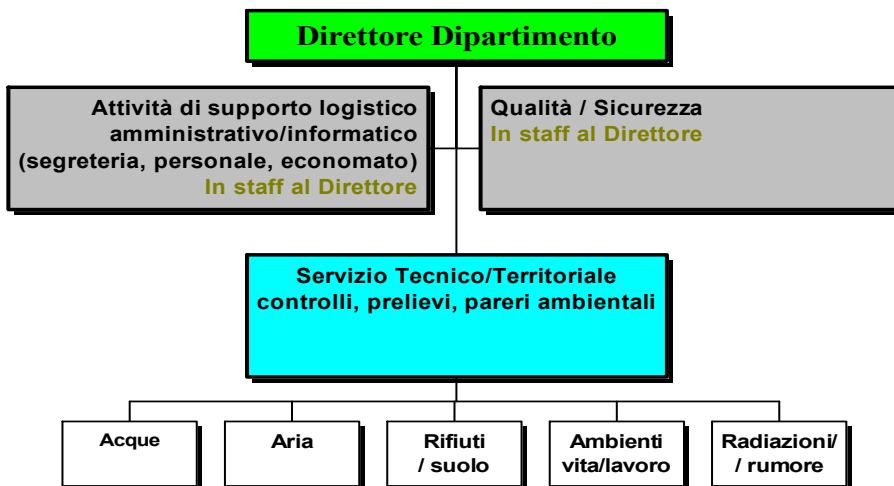 Direttore Dipartimento
Attività di supporto logistico
amministrativo/informatico
(segreteria, personale, economato)
In staff al Direttore
Qualità / Sicurezza
In staff al Direttore
Servizio Tecnico/Territoriale
controlli, prelievi, pareri ambientali
Acque
Aria
Rifiuti
/ suolo
Ambienti
vita/lavoro
Radiazioni/
/ rumore